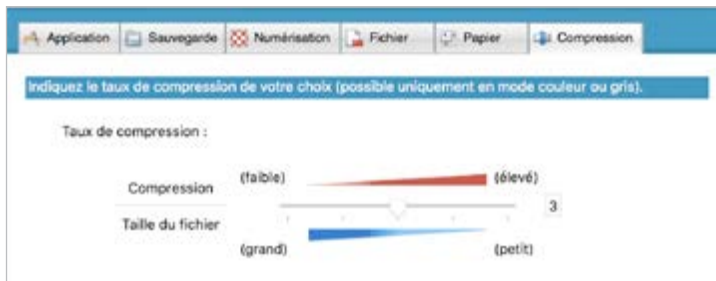 Application Sauvegarde Numérisation Fichier Papier Compression
Indiquez le taux de compression de votre choix (possible uniquement en mode couleur ou gris).
Taux de compression :
(faible) (élevé)
Compression
3
Taille du fichier
(grand) (petit)